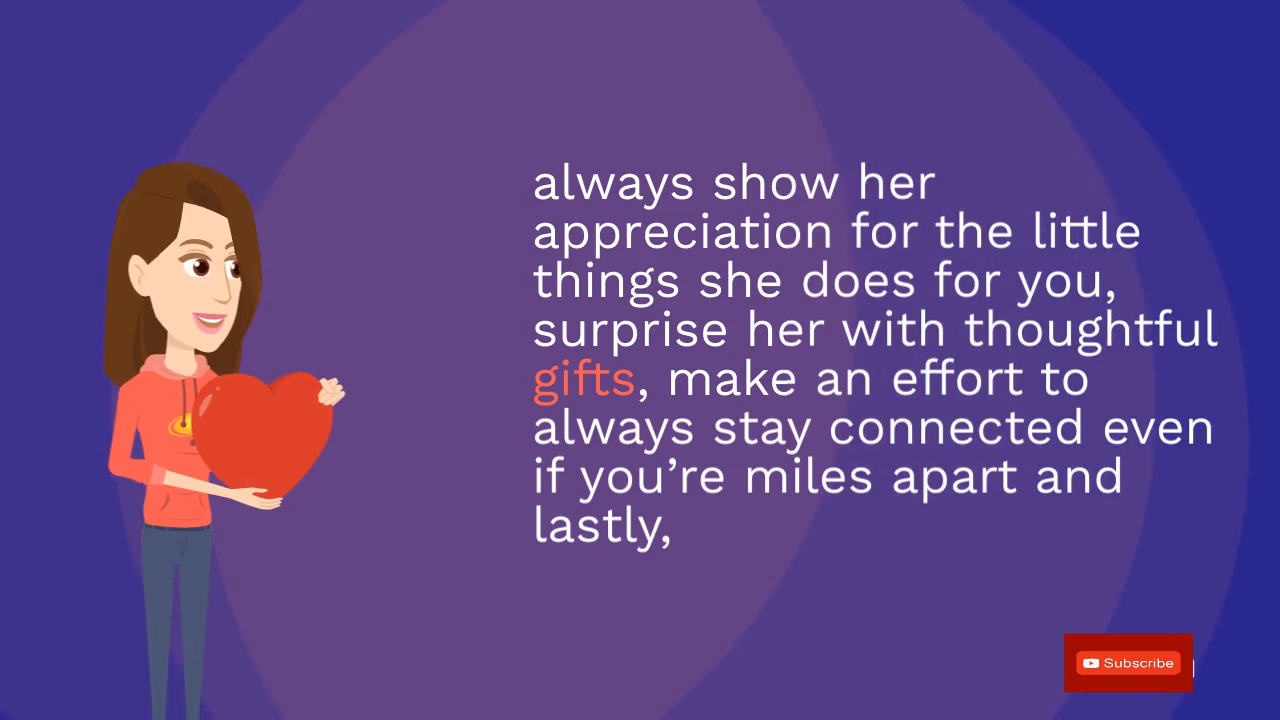 always show her
appreciation for the little
things she does for you,
surprise her with thoughtful
gifts, make an effort to
always stay connected even
if you’re miles apart and
lastly,
Subscribe